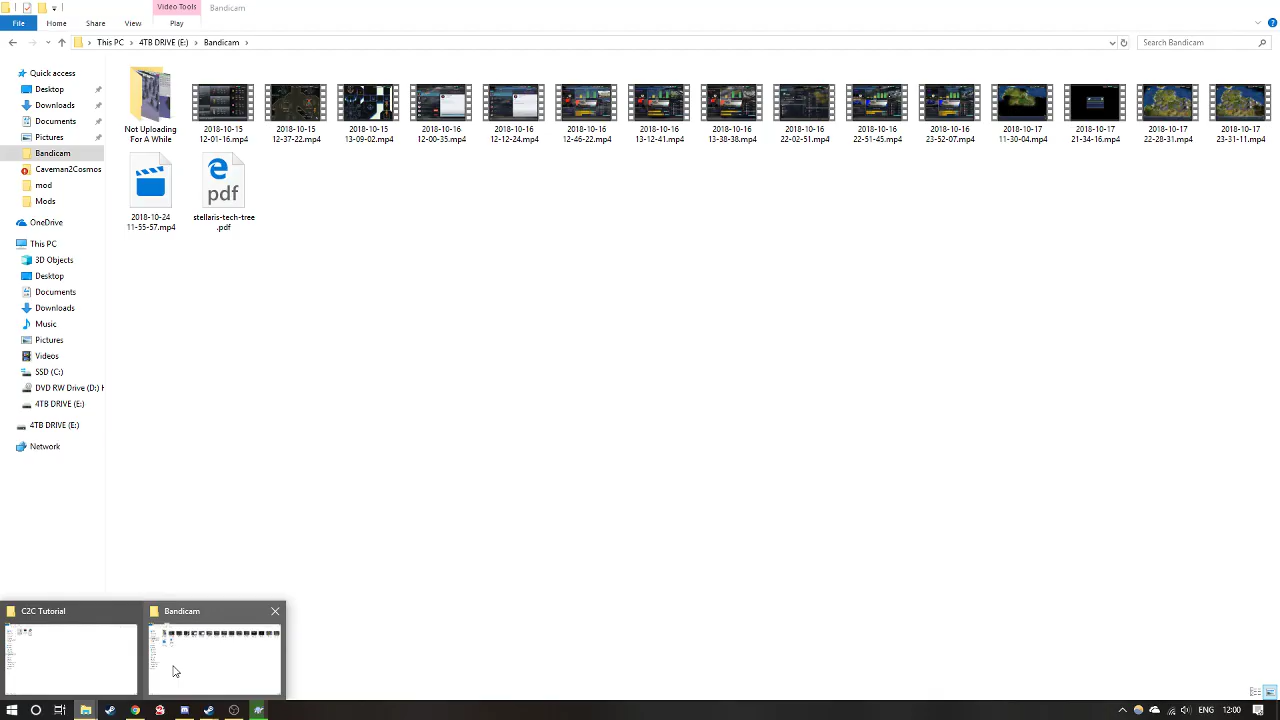 Video Tools
Bandicam
File
Home
Share
View
Play
This PC
4TB DRIVE (E:)
Bandicam
Search Bandicam
Quick access
Desktop
Downloads
Documents
Pictures
Bandicam
Caveman2Cosmos
mod
Mods
OneDrive
This PC
3D Objects
Desktop
Documents
Downloads
Music
Pictures
Videos
SSD (C:)
DVD RW Drive (D:) H
4TB DRIVE (E:)
4TB DRIVE (E:)
Network
Not Uploading
For A While
2018-10-15
12-01-16.mp4
2018-10-15
12-37-22.mp4
2018-10-15
13-09-02.mp4
2018-10-16
12-00-35.mp4
2018-10-16
12-12-24.mp4
2018-10-16
12-46-22.mp4
2018-10-16
13-12-41.mp4
2018-10-16
13-38-38.mp4
2018-10-16
22-02-51.mp4
2018-10-16
22-51-45.mp4
2018-10-16
23-52-07.mp4
2018-10-17
11-30-04.mp4
2018-10-17
21-34-16.mp4
2018-10-17
22-28-31.mp4
2018-10-17
23-31-11.mp4
2018-10-24
11-55-57.mp4
pdf
stellaris-tech-tree
.pdf
C2C Tutorial
Bandicam
ENG
12:00